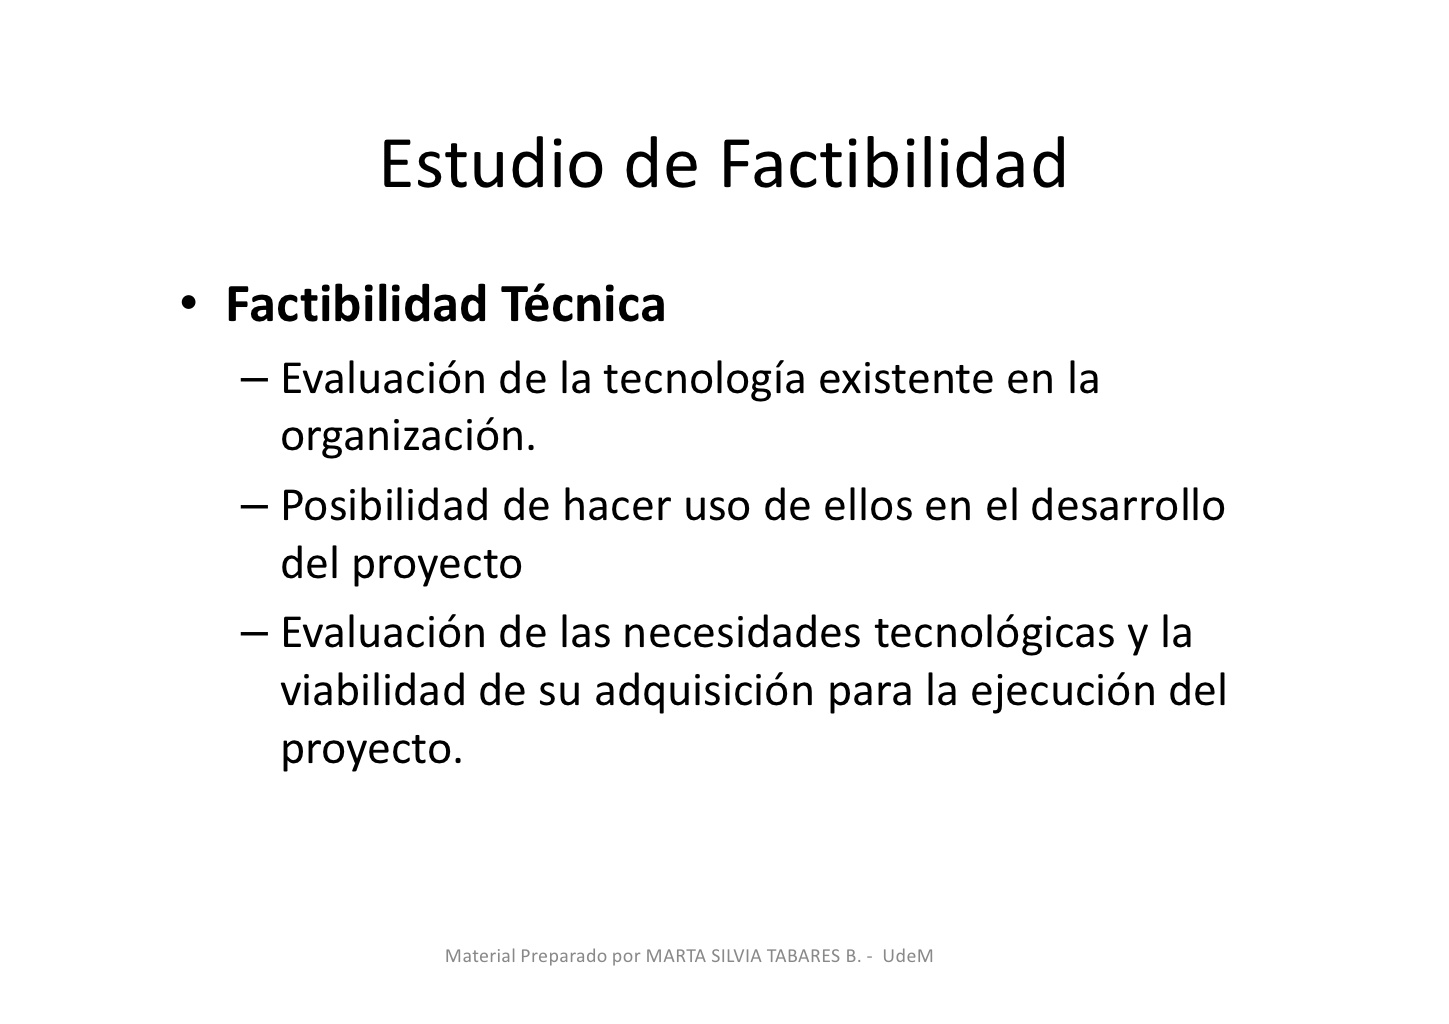 Estudio de Factibilidad
• Factibilidad Técnica
– Evaluación de la tecnología existente en la
organización.
– Posibilidad de hacer uso de ellos en el desarrollo
del proyecto
– Evaluación de las necesidades tecnológicas y la
viabilidad de su adquisición para la ejecución del
proyecto.
Material Preparado por MARTA SILVIA TABARES B. - UdeM